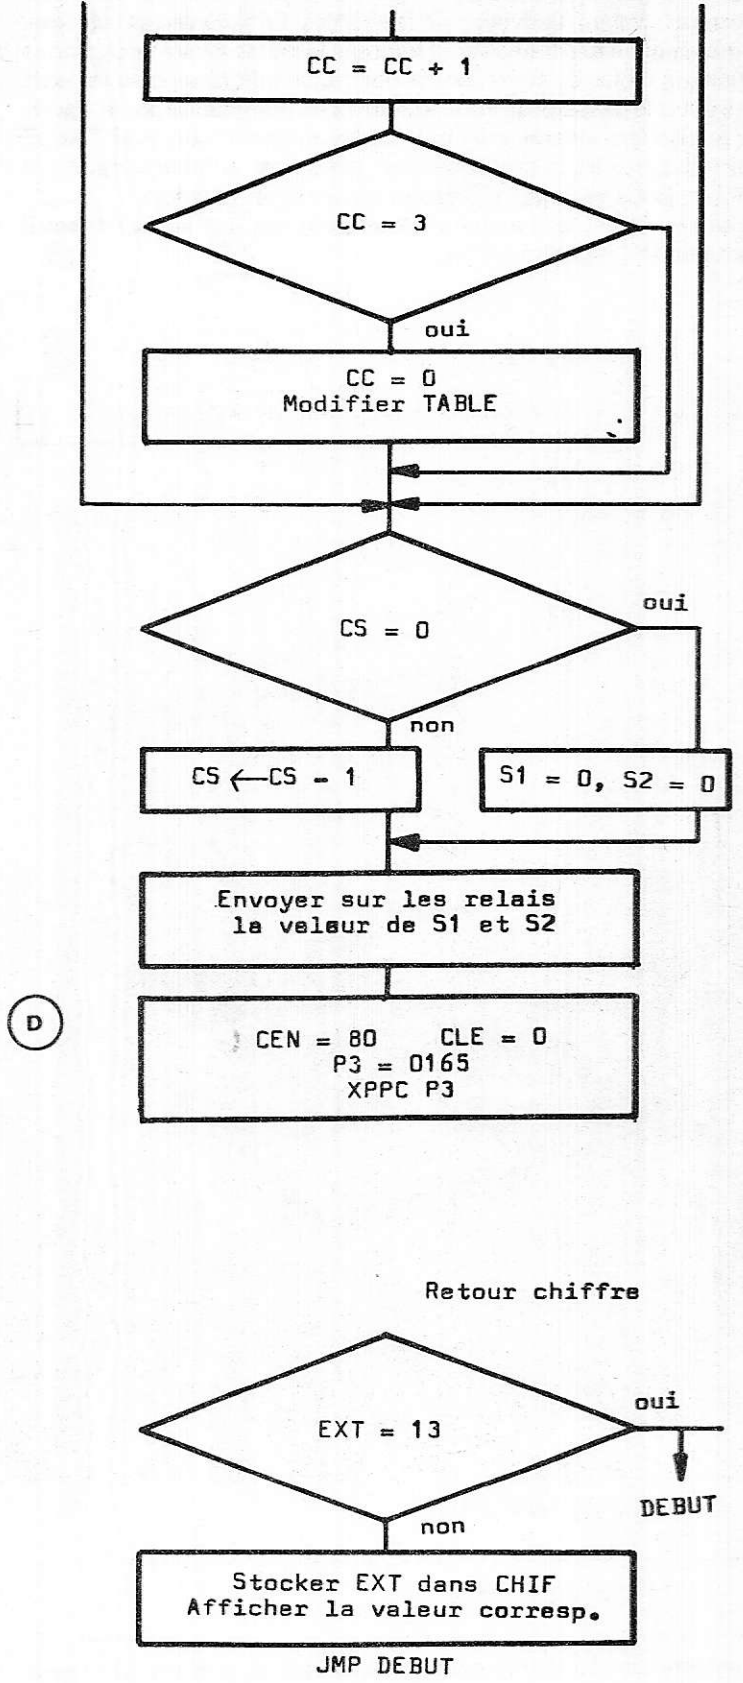 CC = CC + 1
CC = 3
oui
CC = 0
Modifier TABLE
oui
CS = 0
non
CS ← CS - 1
S1 = 0, S2 = 0
Envoyer sur les relais
la valeur de S1 et S2
D
CEN = 80 CLE = 0
P3 = 0165
XPPC P3
Retour chiffre
oui
EXT = 13
DEBUT
non
Stocker EXT dans CHIF
Afficher la valeur corresp.
JMP DEBUT